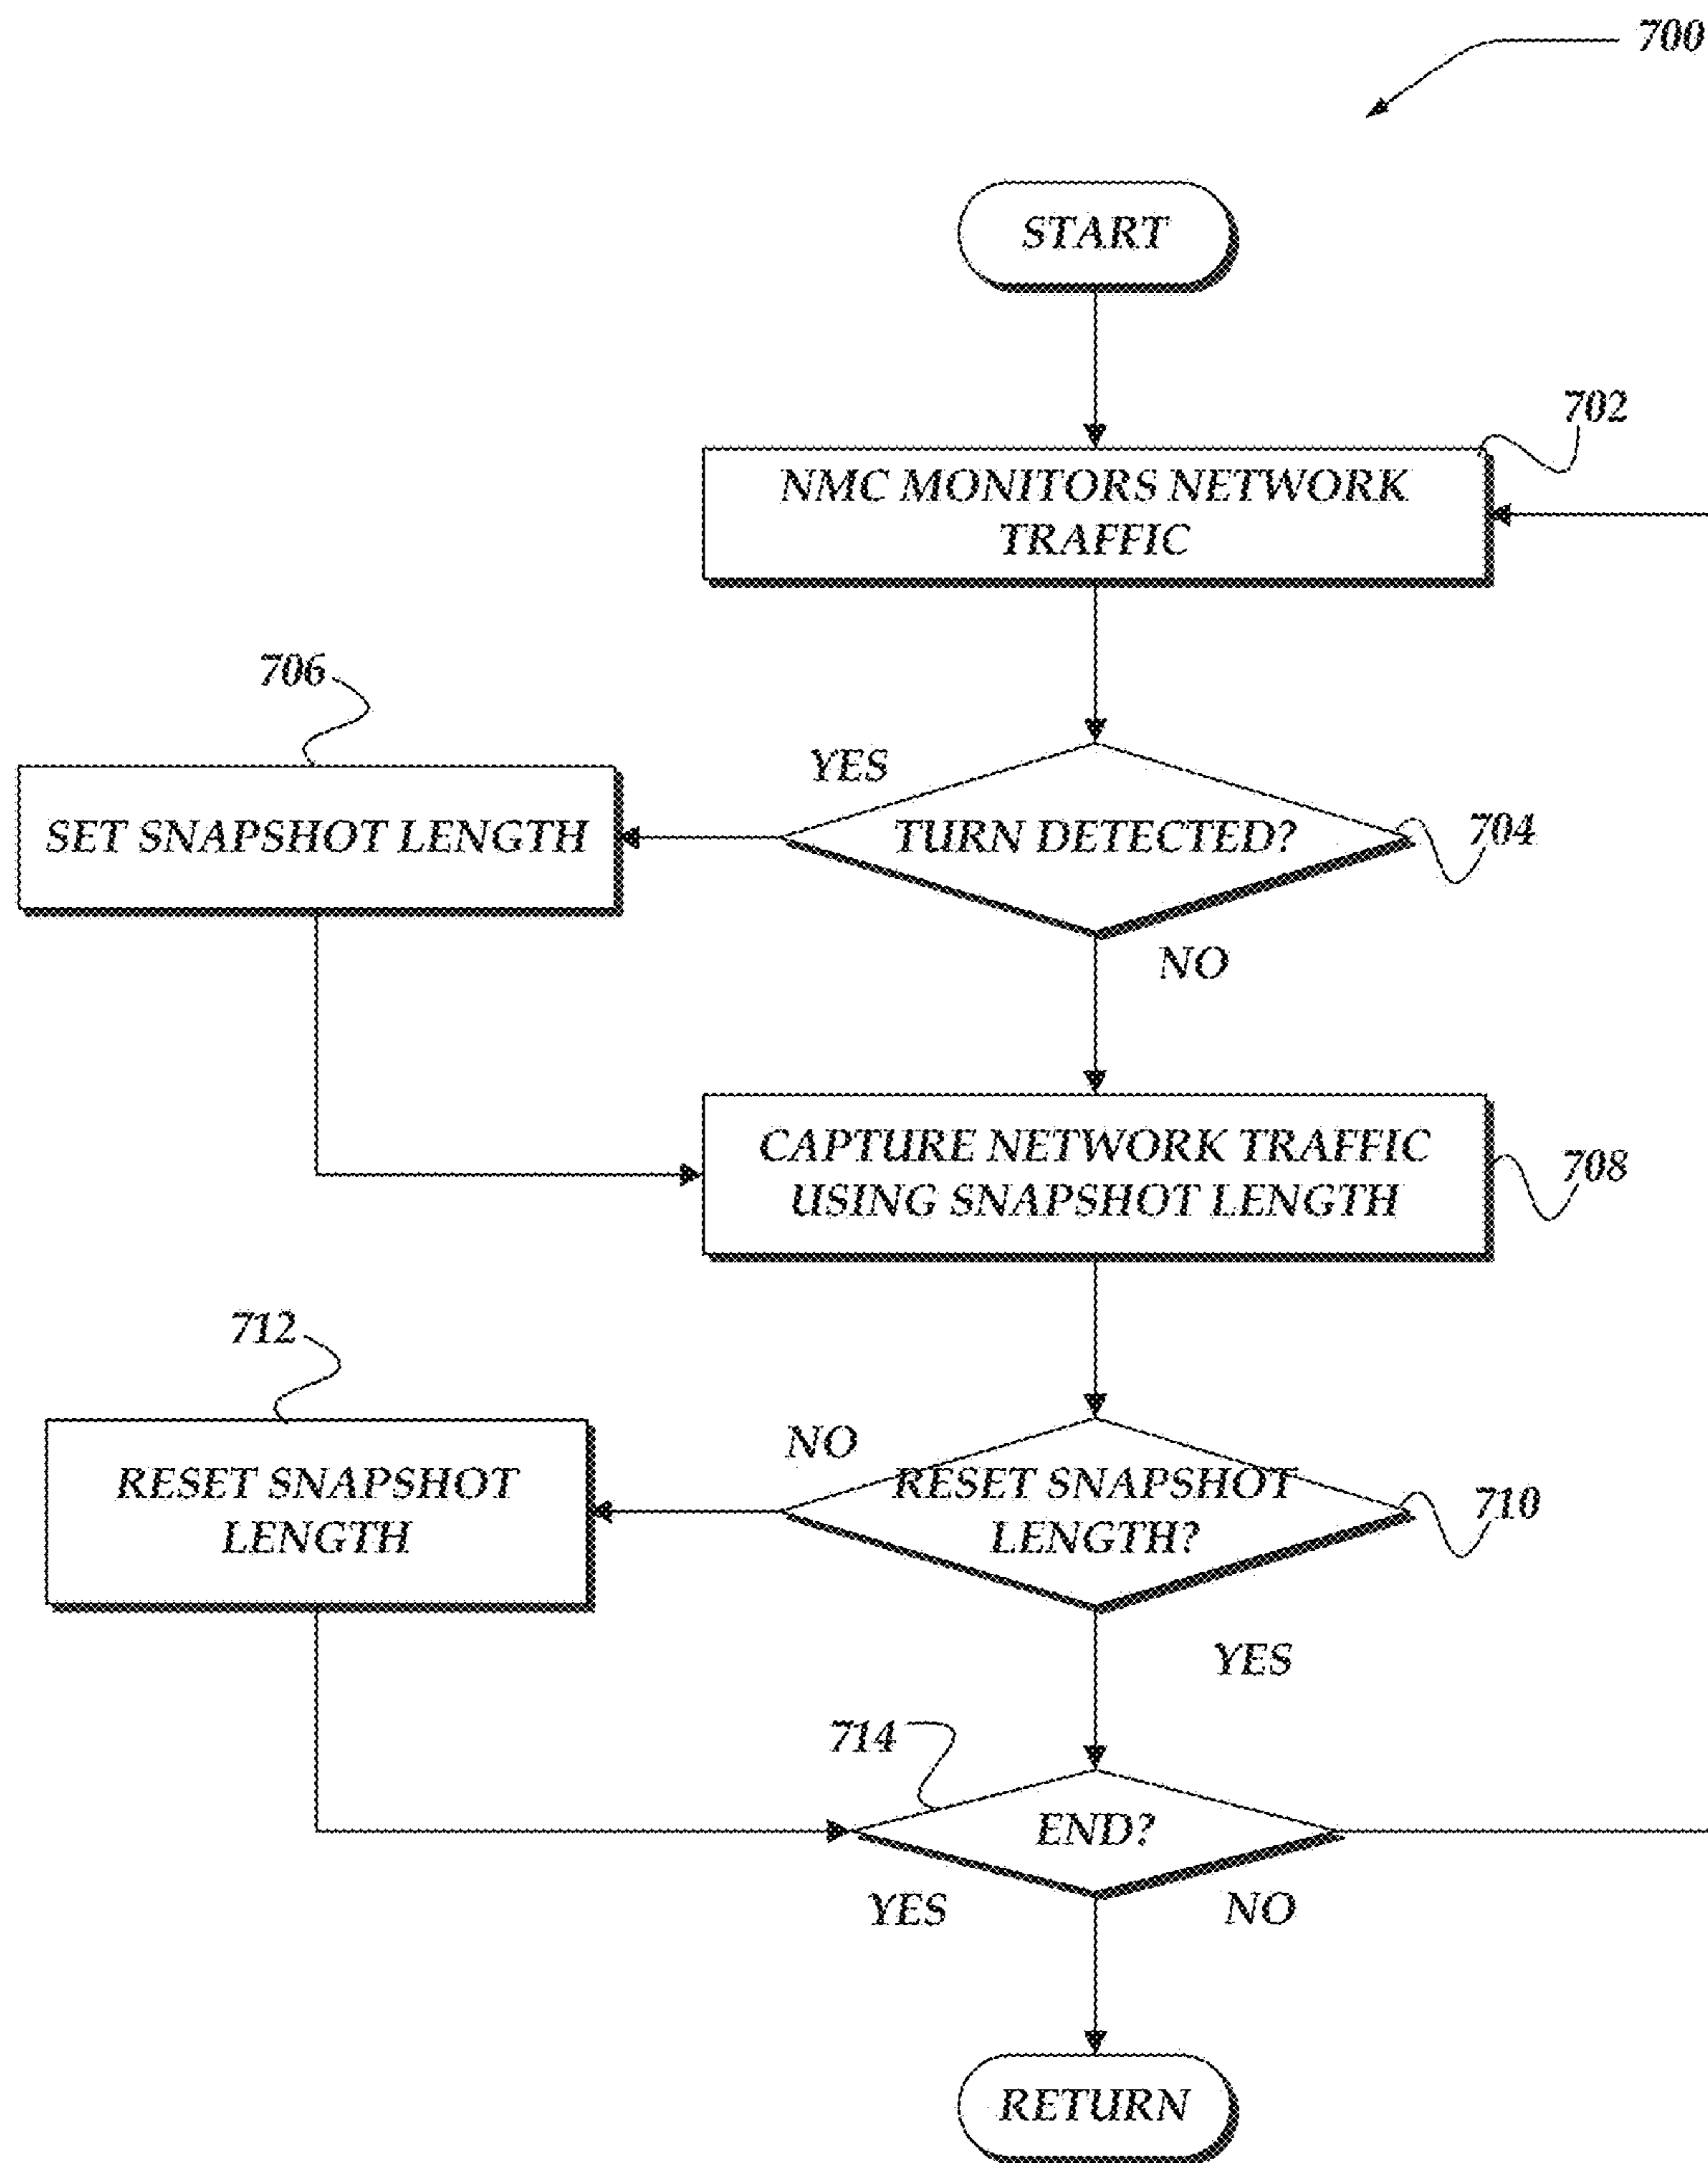 700
START
702
NMC MONITORS NETWORK
TRAFFIC
706
YES
SET SNAPSHOT LENGTH
TURN DETECTED?
704
NO
CAPTURE NETWORK TRAFFIC
USING SNAPSHOT LENGTH
708
712
NO
RESET SNAPSHOT
LENGTH
RESET SNAPSHOT
LENGTH?
710
YES
714
END?
YES
NO
RETURN